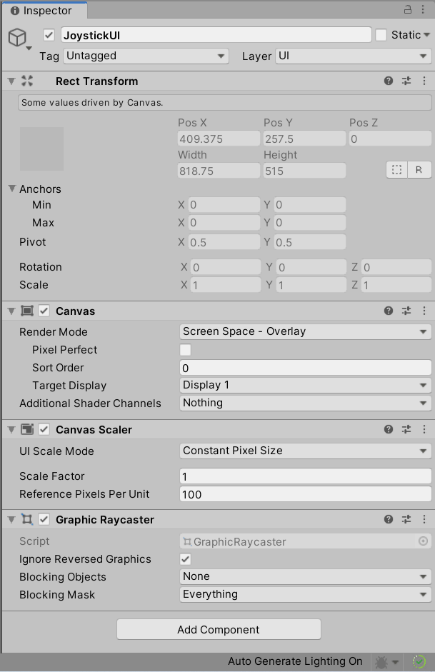 Inspector
JoystickUI
Static
Tag Untagged Layer UI
Rect Transform
Some values driven by Canvas.
Pos X Pos Y Pos Z
409.375 257.5 0
Width Height
818.75 515
R
Anchors
Min X 0 Y 0
Max X 0 Y 0
Pivot X 0.5 Y 0.5
Rotation X 0 Y 0 Z 0
Scale X 1 Y 1 Z 1
Canvas
Render Mode Screen Space - Overlay
Pixel Perfect
Sort Order 0
Target Display Display 1
Additional Shader Channels Nothing
Canvas Scaler
UI Scale Mode Constant Pixel Size
Scale Factor 1
Reference Pixels Per Unit 100
Graphic Raycaster
Script GraphicRaycaster
Ignore Reversed Graphics
Blocking Objects None
Blocking Mask Everything
Add Component
Auto Generate Lighting On